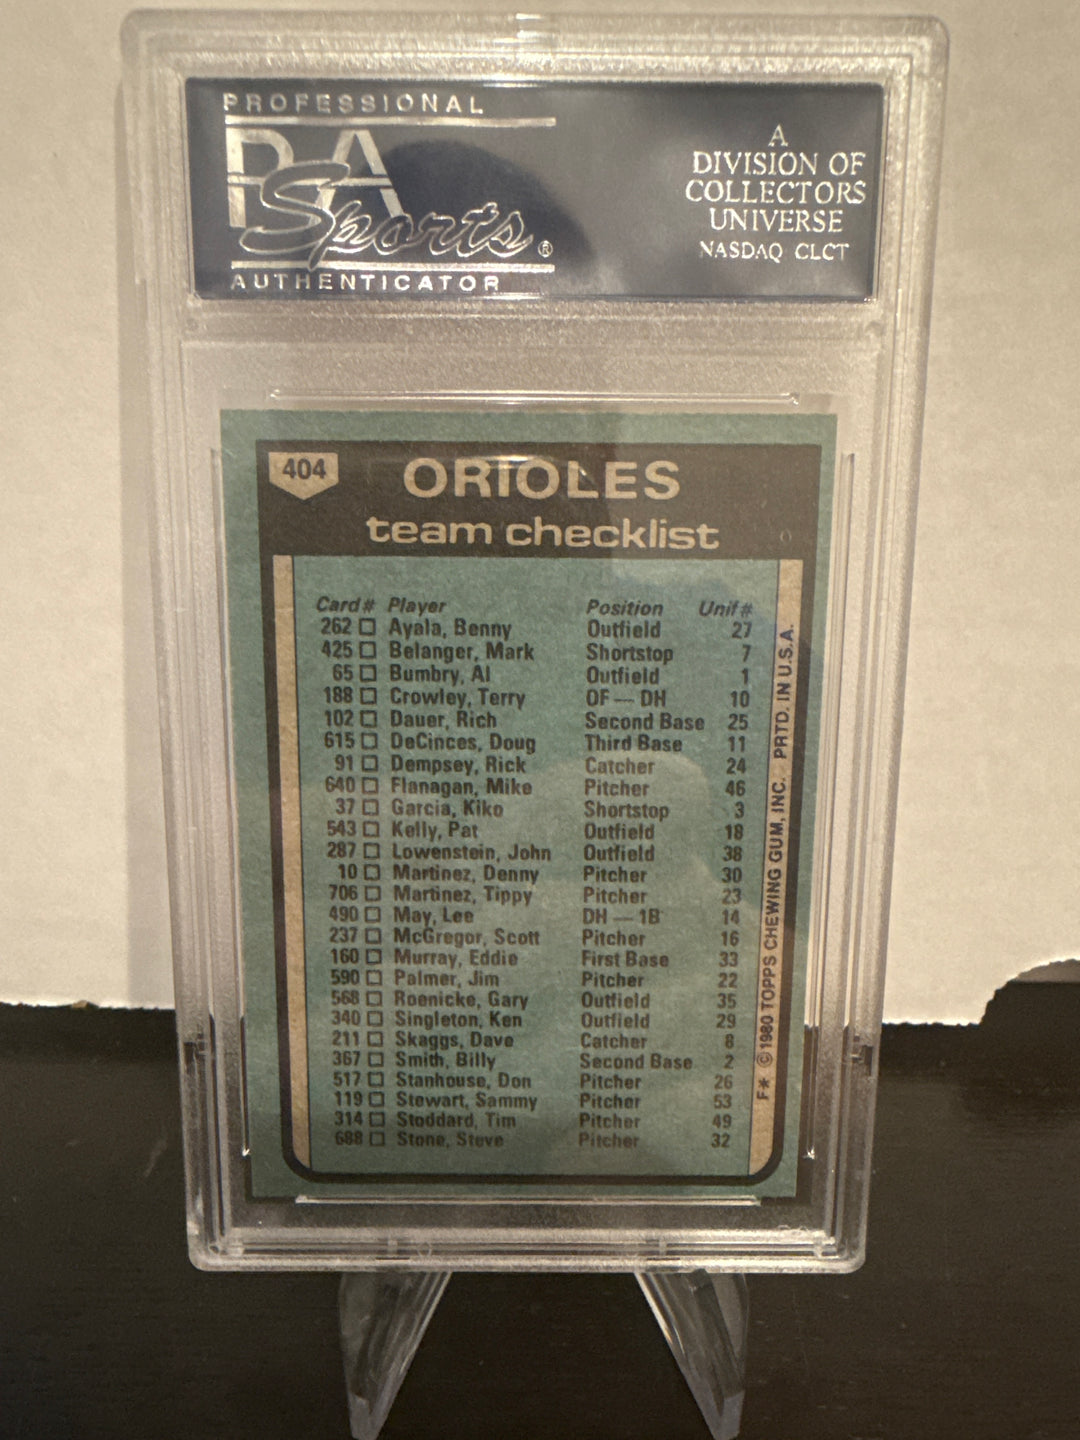 PROFESSIONAL
PSA
Sports®
AUTHENTICATOR
A
DIVISION OF
COLLECTORS
UNIVERSE
NASDAQ CLCT
404
ORIOLES
team checklist
Card# Player Position Unif#
262 □ Ayala, Benny Outfield 27
425 □ Belanger, Mark Shortstop 7
65 □ Bumbry, Al Outfield 1
188 □ Crowley, Terry OF — DH 10
102 □ Dauer, Rich Second Base 25
615 □ DeCinces, Doug Third Base 11
91 □ Dempsey, Rick Catcher 24
640 □ Flanagan, Mike Pitcher 46
37 □ Garcia, Kiko Shortstop 3
543 □ Kelly, Pat Outfield 18
287 □ Lowenstein, John Outfield 38
10 □ Martinez, Denny Pitcher 30
706 □ Martinez, Tippy Pitcher 23
490 □ May, Lee DH — 1B 14
237 □ McGregor, Scott Pitcher 16
160 □ Murray, Eddie First Base 33
590 □ Palmer, Jim Pitcher 22
568 □ Roenicke, Gary Outfield 35
340 □ Singleton, Ken Outfield 29
211 □ Skaggs, Dave Catcher 8
367 □ Smith, Billy Second Base 2
517 □ Stanhouse, Don Pitcher 26
119 □ Stewart, Sammy Pitcher 53
314 □ Stoddard, Tim Pitcher 49
688 □ Stone, Steve Pitcher 32
F* ©1980 TOPPS CHEWING GUM, INC. PRTD. IN U.S.A.